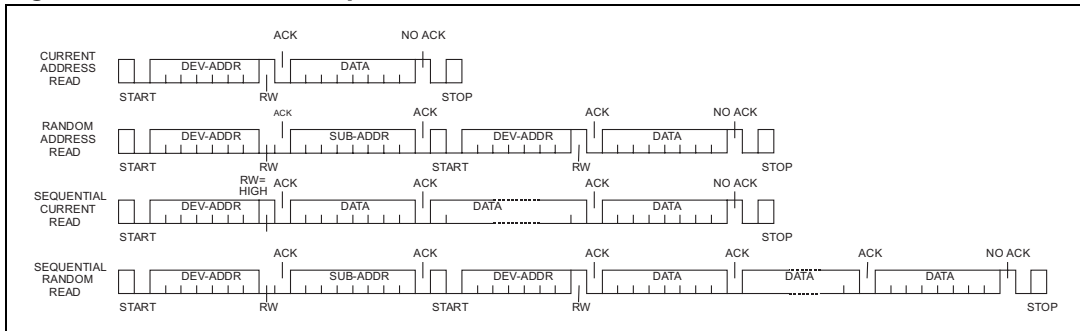 ACK NO ACK
CURRENT
ADDRESS
READ
DEV-ADDR DATA
START RW STOP
ACK ACK ACK NO ACK
RANDOM
ADDRESS
READ
DEV-ADDR SUB-ADDR DEV-ADDR DATA
START RW START RW STOP
RW=
HIGH
ACK ACK ACK NO ACK
SEQUENTIAL
CURRENT
READ
DEV-ADDR DATA DATA DATA
START STOP
ACK ACK ACK ACK ACK NO ACK
SEQUENTIAL
RANDOM
READ
DEV-ADDR SUB-ADDR DEV-ADDR DATA DATA DATA
START RW START RW STOP